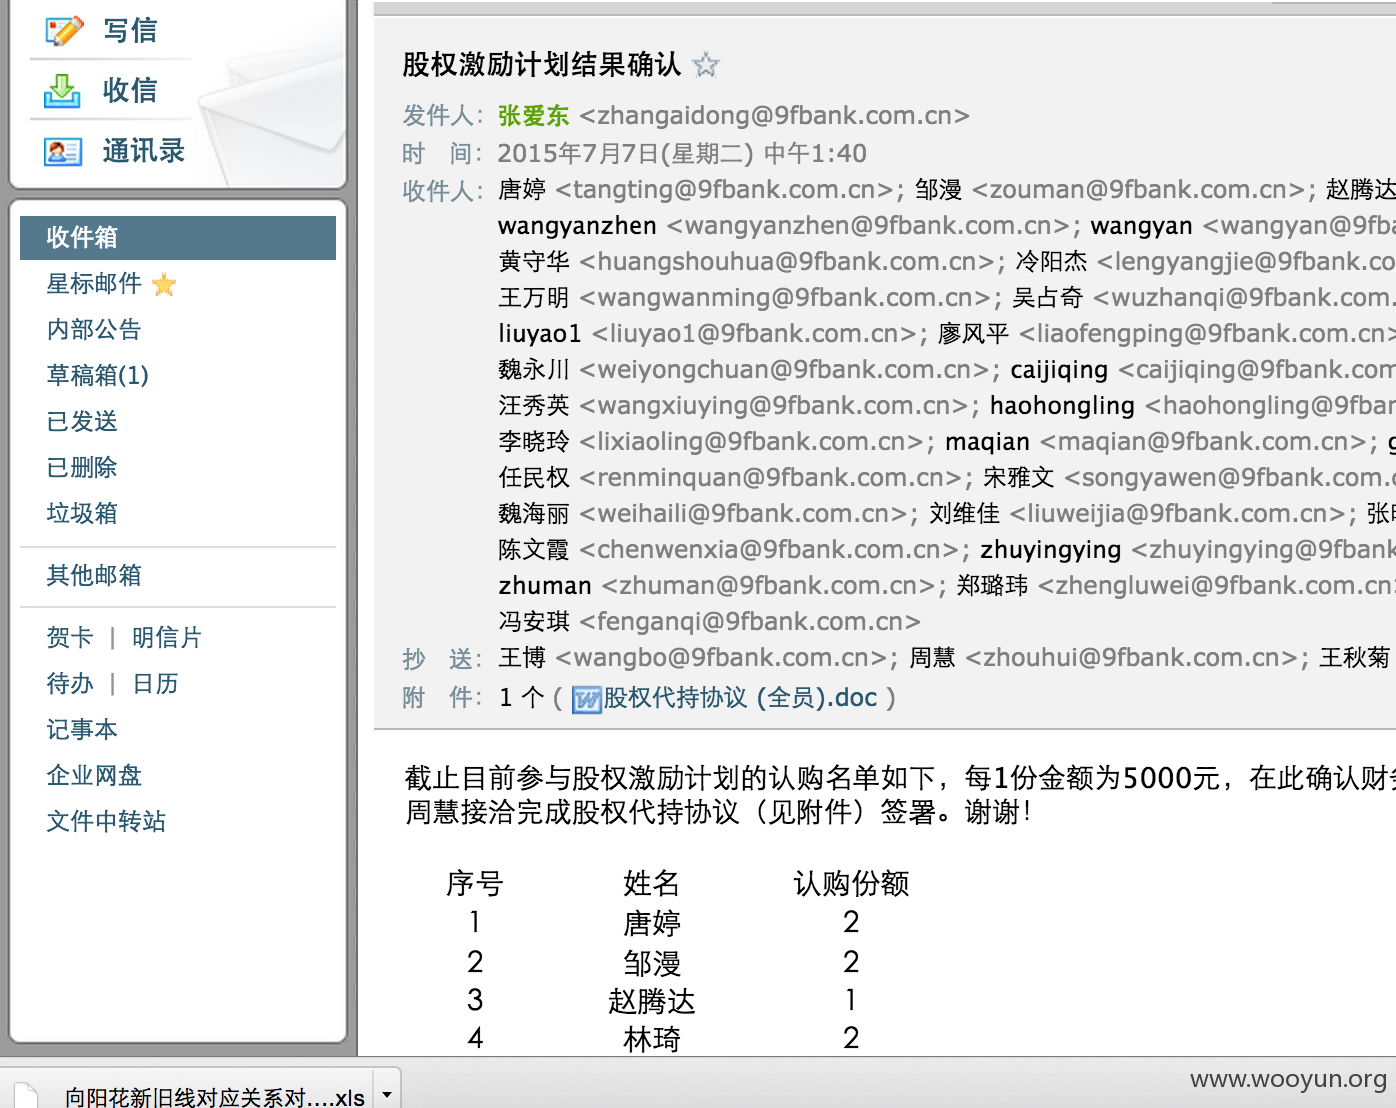 写信
收信
通讯录
收件箱
星标邮件
内部公告
草稿箱(1)
已发送
已删除
垃圾箱
其他邮箱
贺卡 | 明信片
待办 | 日历
记事本
企业网盘
文件中转站
股权激励计划结果确认
发件人: 张爱东 <zhangaidong@9fbank.com.cn>
时 间: 2015年7月7日(星期二) 中午1:40
收件人: 唐婷 <tangting@9fbank.com.cn>; 邹漫 <zouman@9fbank.com.cn>; 赵腾达
wangyanzhen <wangyanzhen@9fbank.com.cn>; wangyan <wangyan@9fba
黄守华 <huangshouhua@9fbank.com.cn>; 冷阳杰 <lengyangjie@9fbank.co
王万明 <wangwanming@9fbank.com.cn>; 吴占奇 <wuzhanqi@9fbank.com.
liuyao1 <liuyao1@9fbank.com.cn>; 廖风平 <liaofengping@9fbank.com.cn>
魏永川 <weiyongchuan@9fbank.com.cn>; caijiqing <caijiqing@9fbank.com
汪秀英 <wangxiuying@9fbank.com.cn>; haohongling <haohongling@9fban
李晓玲 <lixiaoling@9fbank.com.cn>; maqian <maqian@9fbank.com.cn>; g
任民权 <renminquan@9fbank.com.cn>; 宋雅文 <songyawen@9fbank.com.c
魏海丽 <weihaili@9fbank.com.cn>; 刘维佳 <liuweijia@9fbank.com.cn>; 张
陈文霞 <chenwenxia@9fbank.com.cn>; zhuyingying <zhuyingying@9fbank
zhuman <zhuman@9fbank.com.cn>; 郑璐玮 <zhengluwei@9fbank.com.cn
冯安琪 <fenganqi@9fbank.com.cn>
抄 送: 王博 <wangbo@9fbank.com.cn>; 周慧 <zhouhui@9fbank.com.cn>; 王秋菊
附 件: 1 个 ( 股权代持协议 (全员).doc )
截止目前参与股权激励计划的认购名单如下，每1份金额为5000元，在此确认财务
周慧接洽完成股权代持协议（见附件）签署。谢谢！
序号 姓名 认购份额
1 唐婷 2
2 邹漫 2
3 赵腾达 1
4 林琦 2
向阳花新旧线对应关系对....xls
www.wooyun.org